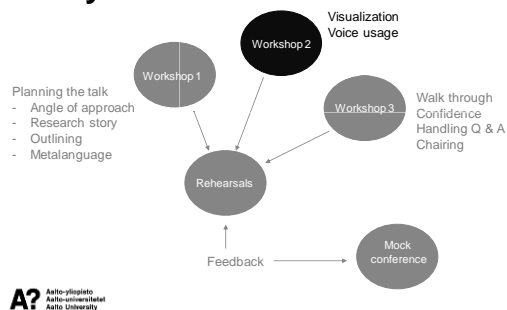 Visualization
Voice usage
Workshop 2
Workshop 1
Planning the talk
- Angle of approach
- Research story
- Outlining
- Metalanguage
Workshop 3
Walk through
Confidence
Handling Q & A
Chairing
Rehearsals
Mock
conference
Feedback
A?
Aalto-yliopisto
Aalto-universitetet
Aalto University